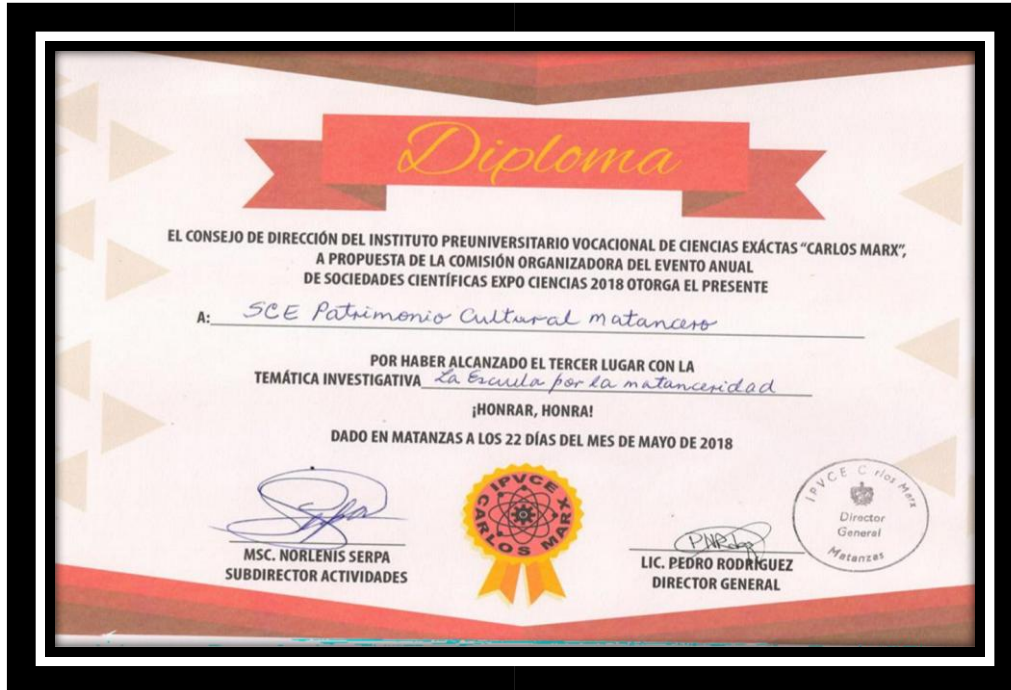 Diploma
EL CONSEJO DE DIRECCIÓN DEL INSTITUTO PREUNIVERSITARIO VOCACIONAL DE CIENCIAS EXÁCTAS “CARLOS MARX”,
A PROPUESTA DE LA COMISIÓN ORGANIZADORA DEL EVENTO ANUAL
DE SOCIEDADES CIENTÍFICAS EXPO CIENCIAS 2018 OTORGA EL PRESENTE
A: SCE Patrimonio Cultural matancero
POR HABER ALCANZADO EL TERCER LUGAR CON LA
TEMÁTICA INVESTIGATIVA La Escuela por la matanceridad
¡HONRAR, HONRA!
DADO EN MATANZAS A LOS 22 DÍAS DEL MES DE MAYO DE 2018
MSC. NORLENIS SERPA
SUBDIRECTOR ACTIVIDADES
IPVCE
CARLOS MARX
LIC. PEDRO RODRÍGUEZ
DIRECTOR GENERAL
IPVCE C rlos Marx
Director
General
Matanzas